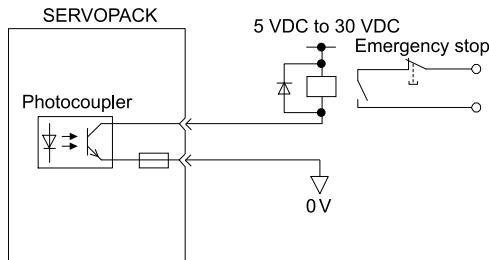 SERVOPACK
5 VDC to 30 VDC
Emergency stop
Photocoupler
0 V